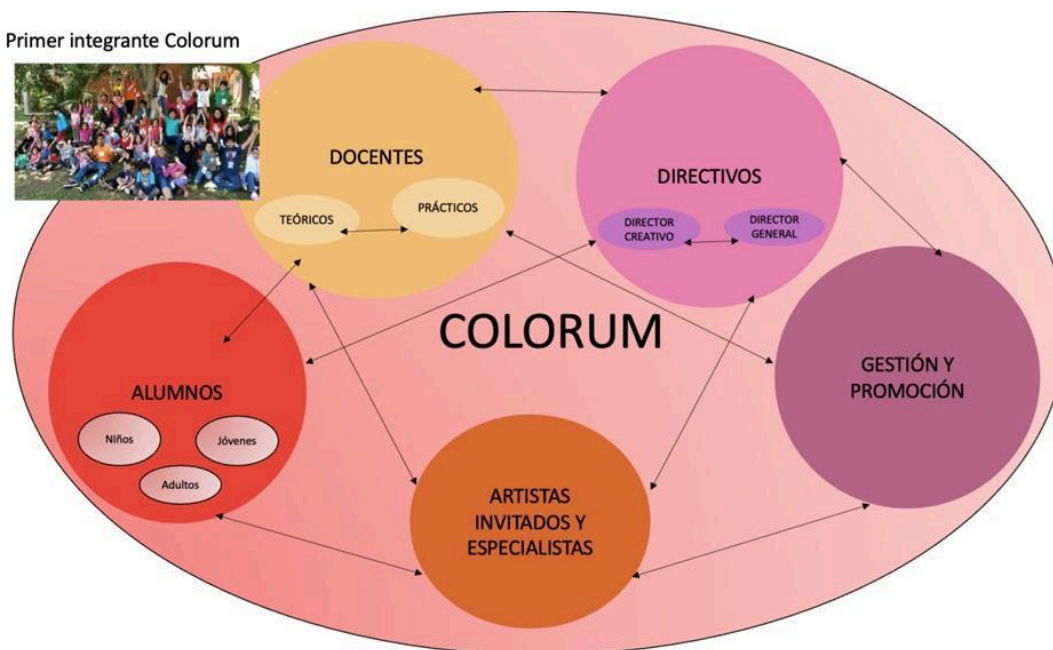 Primer integrante Colorum
DOCENTES
TEÓRICOS
PRÁCTICOS
DIRECTIVOS
DIRECTOR
CREATIVO
DIRECTOR
GENERAL
COLORUM
ALUMNOS
Niños
Jóvenes
Adultos
GESTIÓN Y
PROMOCIÓN
ARTISTAS
INVITADOS Y
ESPECIALISTAS